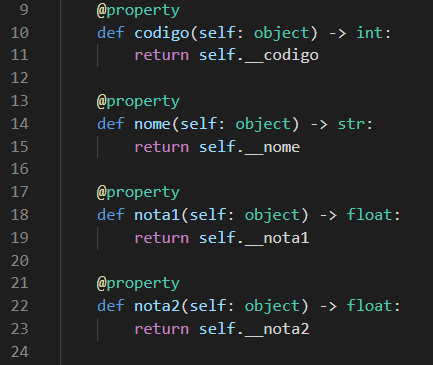 9 @property
10 def codigo(self: object) -> int:
11 return self.__codigo
12
13 @property
14 def nome(self: object) -> str:
15 return self.__nome
16
17 @property
18 def nota1(self: object) -> float:
19 return self.__nota1
20
21 @property
22 def nota2(self: object) -> float:
23 return self.__nota2
24